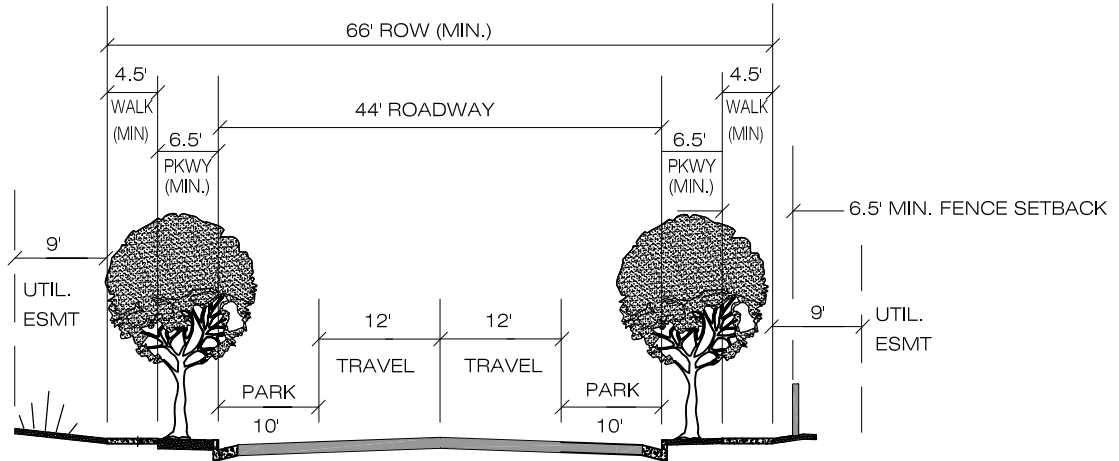 66' ROW (MIN.)
4.5'
WALK
(MIN)
4.5'
WALK
(MIN)
44' ROADWAY
6.5'
PKWY
(MIN.)
6.5'
PKWY
(MIN.)
6.5' MIN. FENCE SETBACK
9'
UTIL.
ESMT
9'
UTIL.
ESMT
12'
TRAVEL
12'
TRAVEL
PARK
10'
PARK
10'